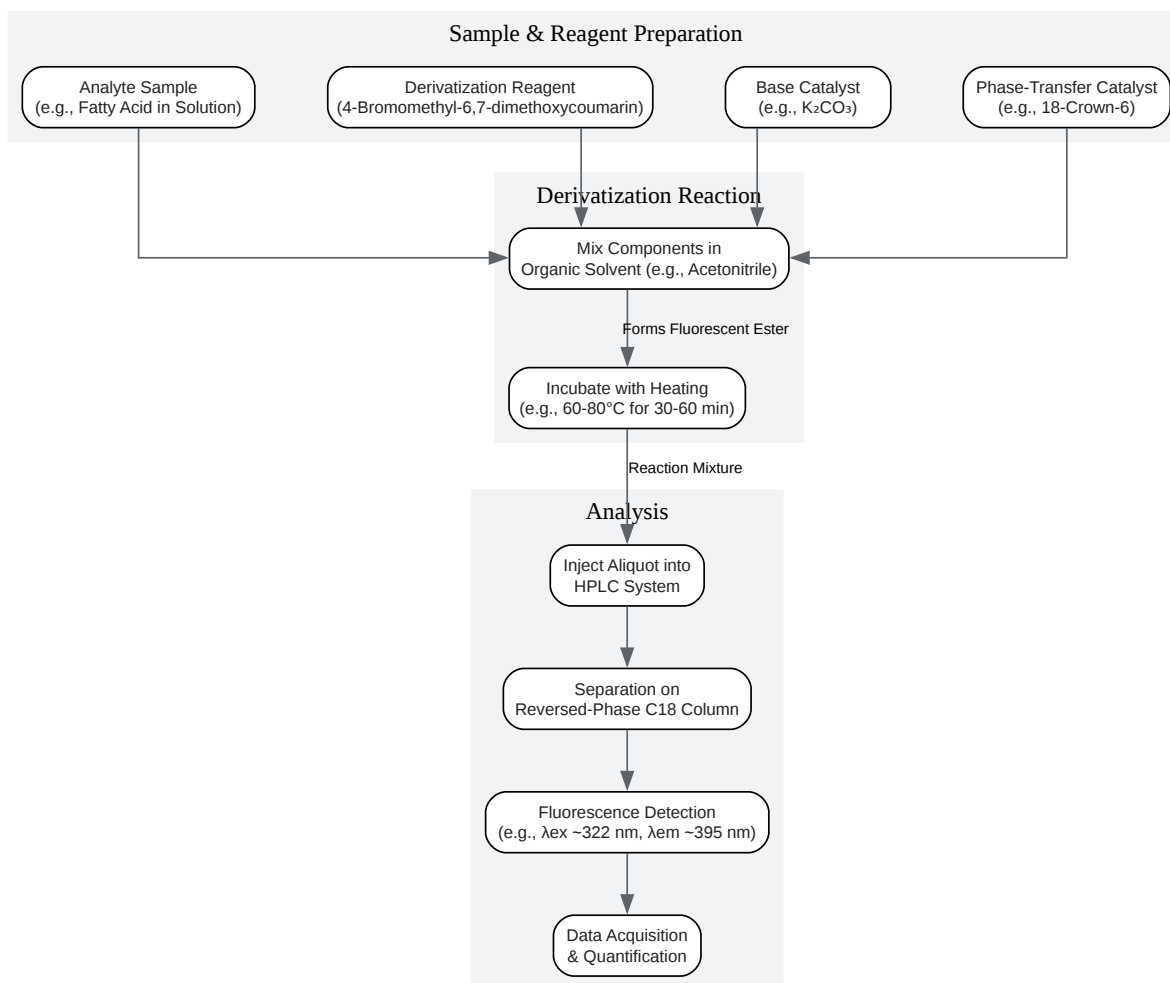 Sample & Reagent Preparation
Analyte Sample
(e.g., Fatty Acid in Solution)
Derivatization Reagent
(4-Bromomethyl-6,7-dimethoxycoumarin)
Base Catalyst
(e.g., K₂CO₃)
Phase-Transfer Catalyst
(e.g., 18-Crown-6)
Derivatization Reaction
Mix Components in
Organic Solvent (e.g., Acetonitrile)
Forms Fluorescent Ester
Incubate with Heating
(e.g., 60-80°C for 30-60 min)
Reaction Mixture
Analysis
Inject Aliquot into
HPLC System
Separation on
Reversed-Phase C18 Column
Fluorescence Detection
(e.g., λex ~322 nm, λem ~395 nm)
Data Acquisition
& Quantification